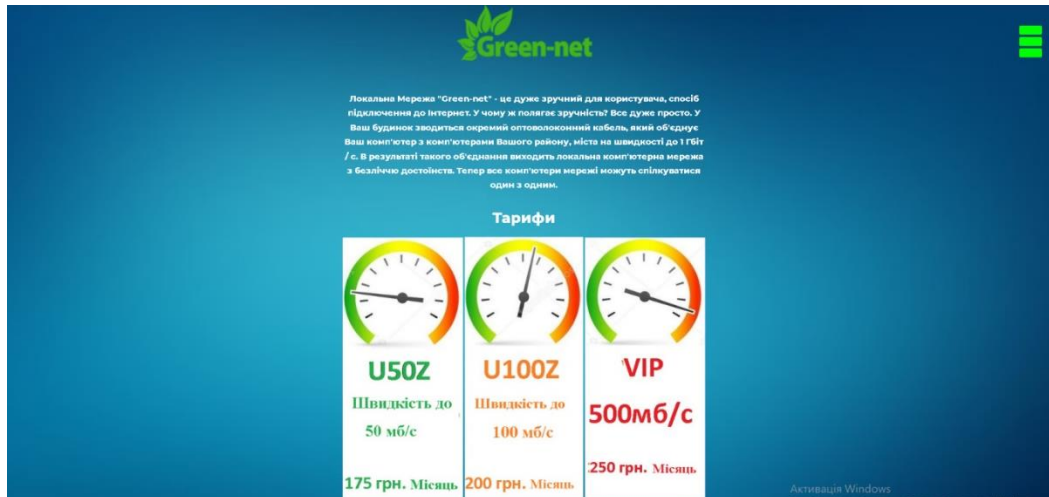 Green-net
Локальна Мережа "Green-net" - це дуже зручний для користувача, спосіб
підключення до Інтернет. У чому ж полягає зручність? Все дуже просто. У
Ваш будинок зводиться окремий оптоволоконний кабель, який об'єднує
Ваш комп'ютер з комп'ютерами Вашого району, міста на швидкості до 1 Гбіт
/ с. В результаті такого об'єднання виходить локальна комп'ютерна мережа
з безліччю достоїнств. Тепер все комп'ютери мережі можуть спілкуватися
один з одним.
Тарифи
U50Z
Швидкість до
50 мб/с
175 грн. Місяць
U100Z
Швидкість до
100 мб/с
200 грн. Місяць
VIP
500мб/с
250 грн. Місяць
Активація Windows